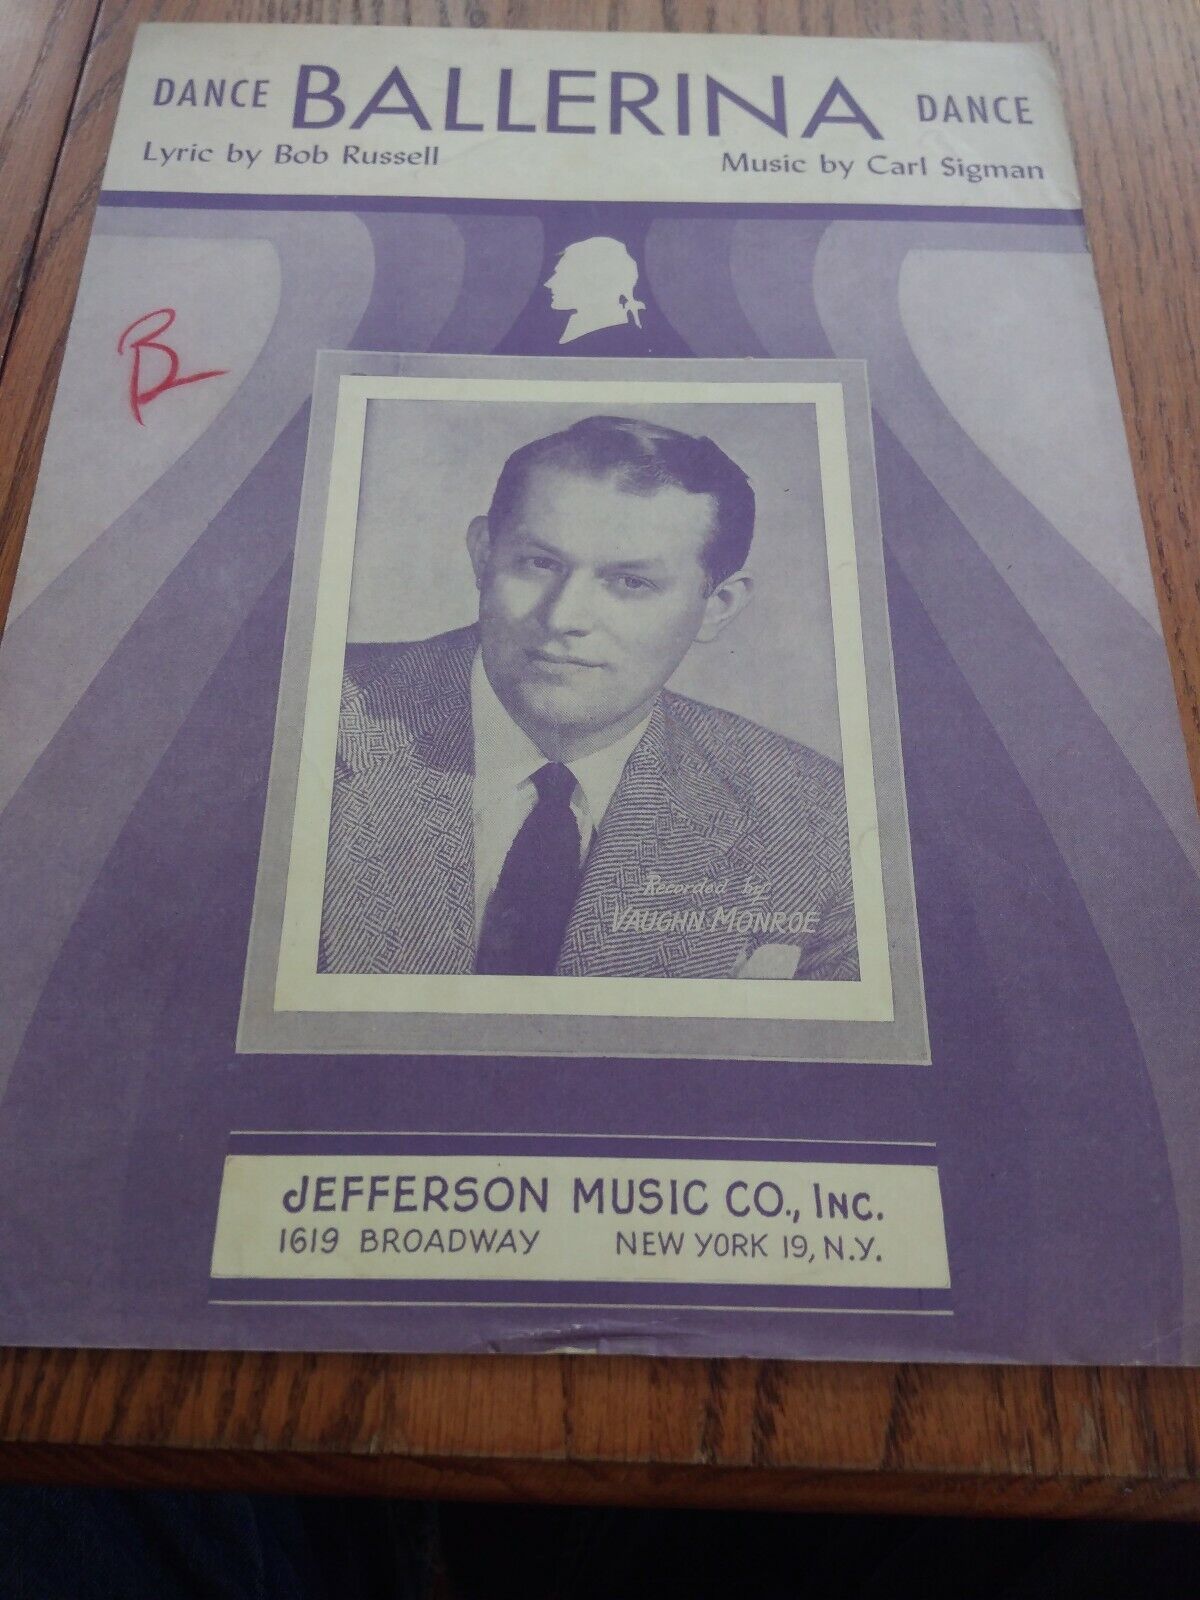 DANCE BALLERINA DANCE
Lyric by Bob Russell Music by Carl Sigman
B
Recorded by
VAUGHN MONROE
JEFFERSON MUSIC CO., INC.
1619 BROADWAY NEW YORK 19, N.Y.